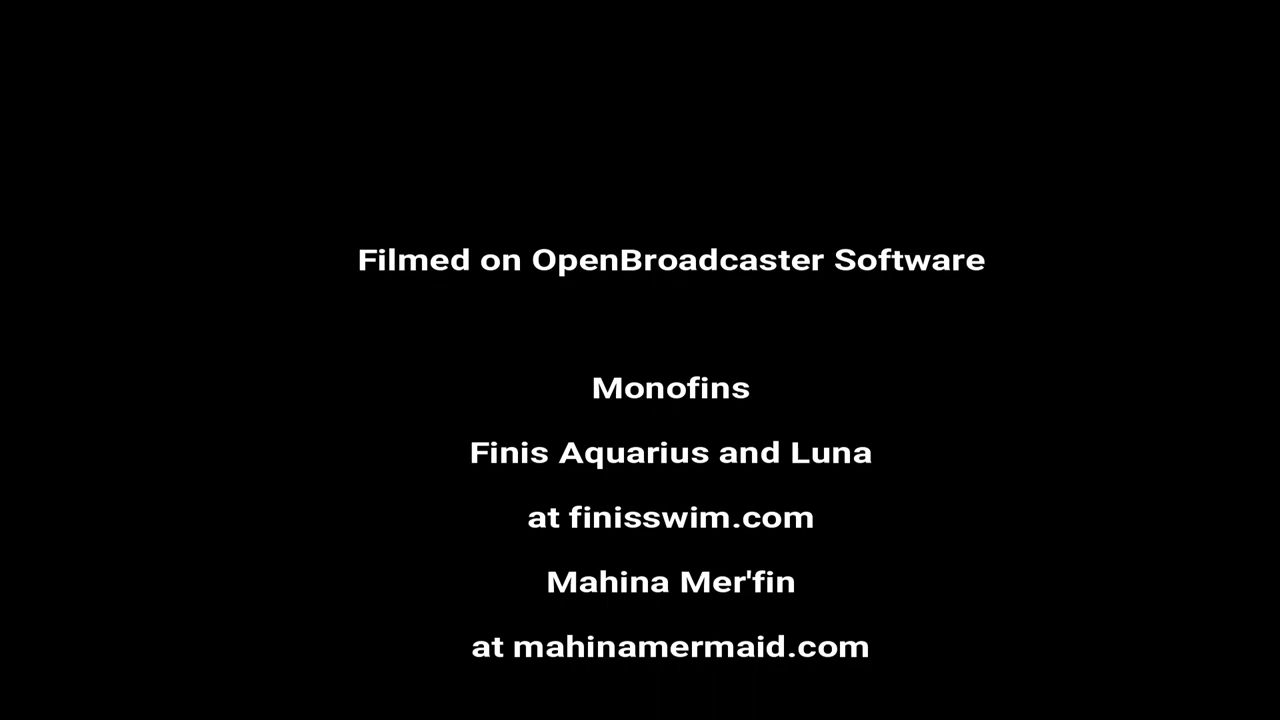 Filmed on OpenBroadcaster Software
Monofins
Finis Aquarius and Luna
at finisswim.com
Mahina Mer'fin
at mahinamermaid.com